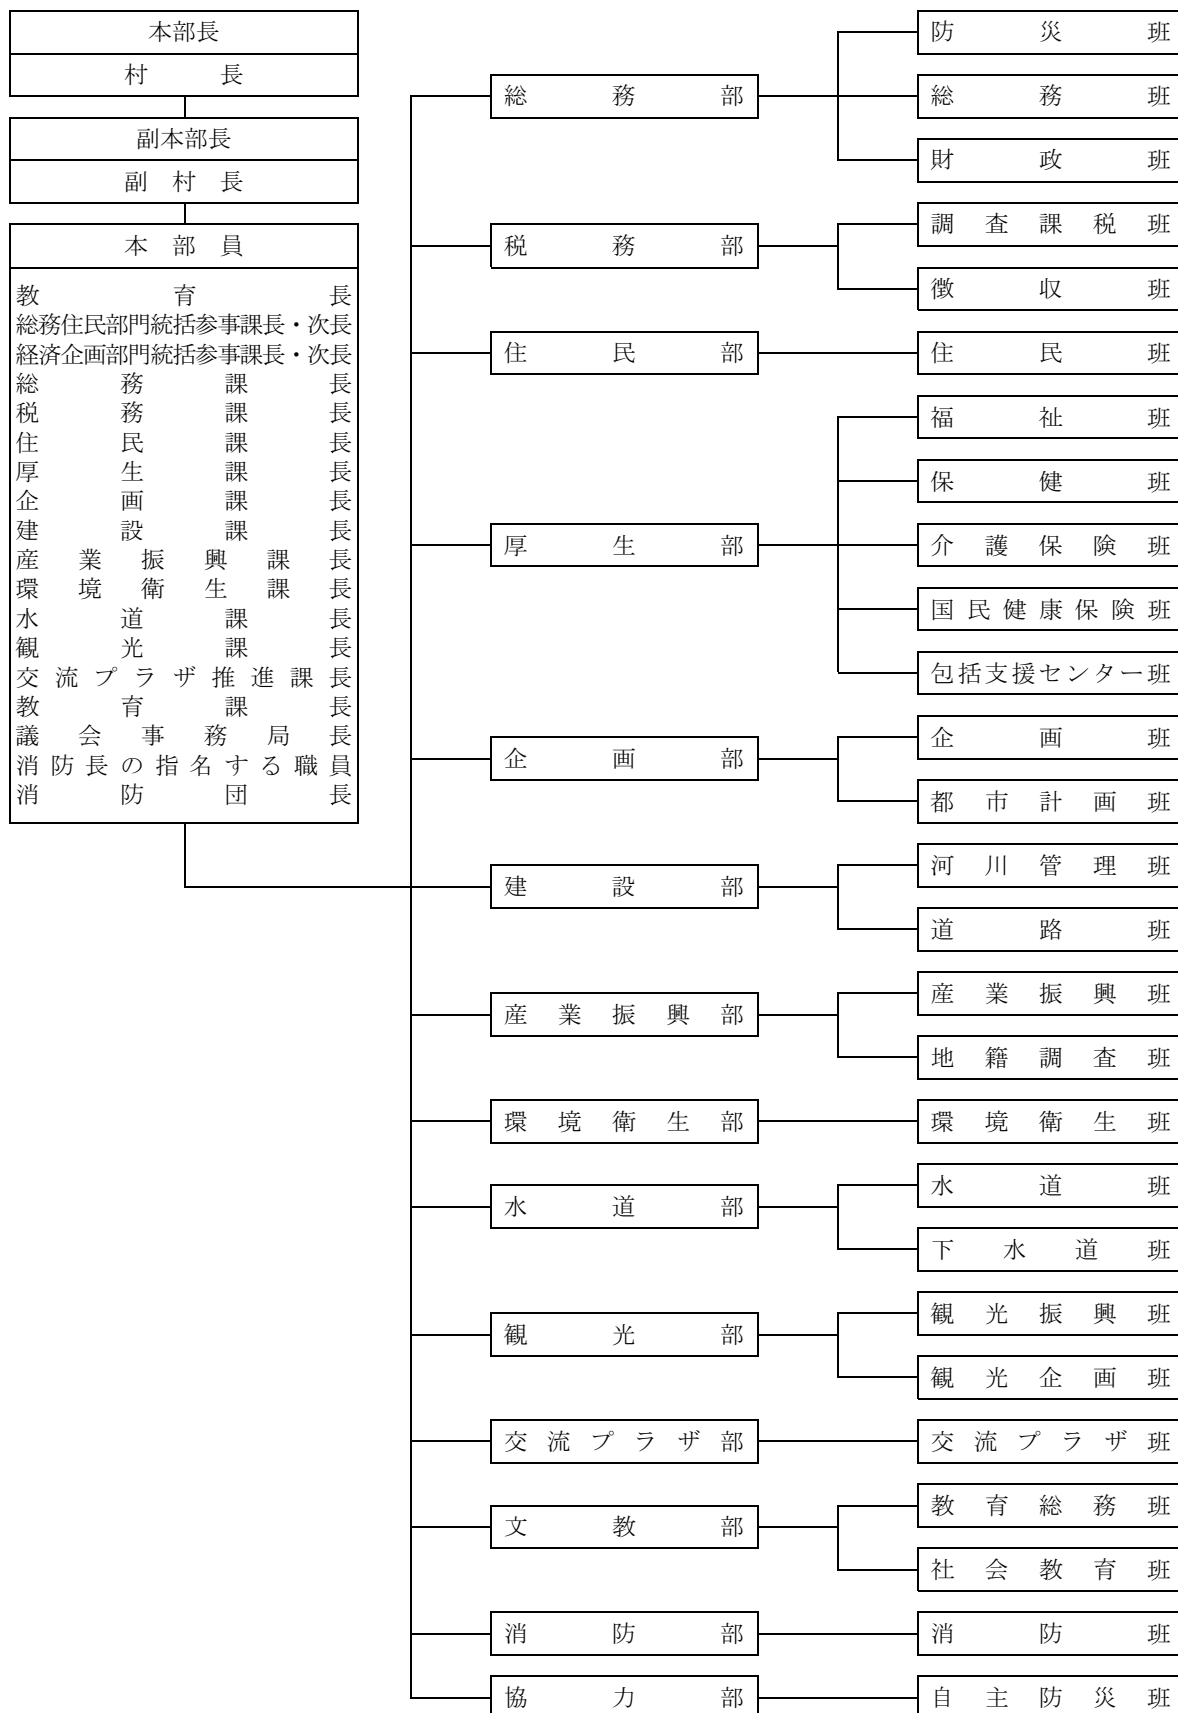 本部長
村長
副本部長
副村長
本部員
教育長
総務住民部門統括参事課長・次長
経済企画部門統括参事課長・次長
総務課長
税務課長
住民課長
厚生課長
企画課長
建設課長
産業振興課長
環境衛生課長
水道課長
観光課長
交流プラザ推進課長
教育課長
議会事務局長
消防長の指名する職員
消防団長
総務部
防災班
総務班
財政班
税務部
調査課税班
徴収班
住民部
住民班
厚生部
福祉班
保健班
介護保険班
国民健康保険班
包括支援センター班
企画部
企画班
都市計画班
建設部
河川管理班
道路班
産業振興部
産業振興班
地籍調査班
環境衛生部
環境衛生班
水道部
水道班
下水道班
観光部
観光振興班
観光企画班
交流プラザ部
交流プラザ班
文教部
教育総務班
社会教育班
消防部
消防班
協力部
自主防災班